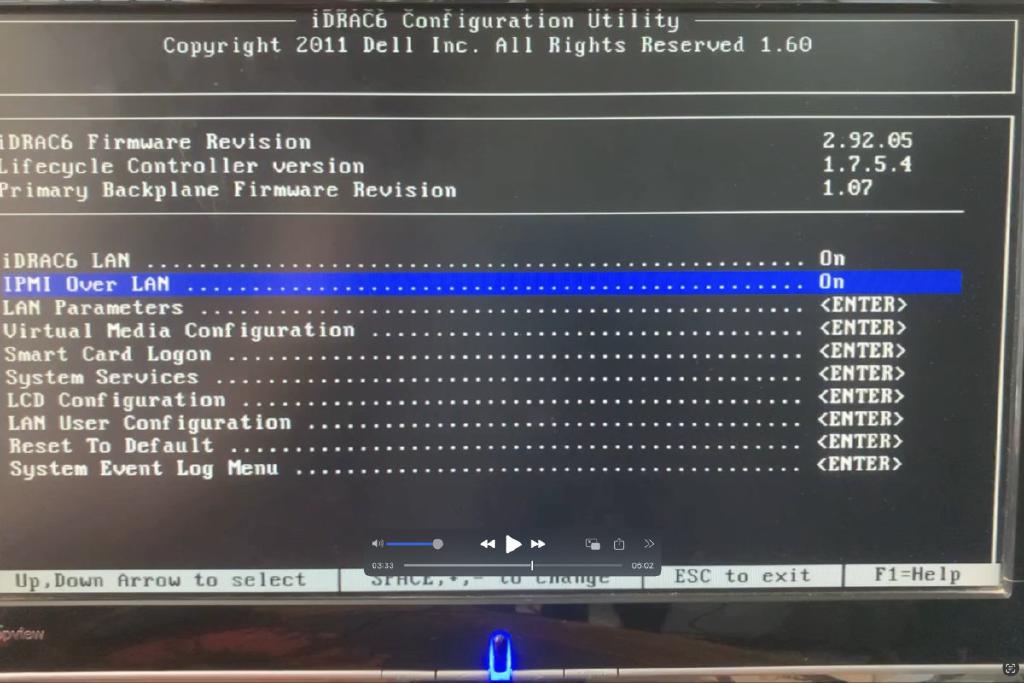 iDRAC6 Configuration Utility
Copyright 2011 Dell Inc. All Rights Reserved 1.60
iDRAC6 Firmware Revision 2.92.05
Lifecycle Controller version 1.7.5.4
Primary Backplane Firmware Revision 1.07
iDRAC6 LAN ................................................... On
IPMI Over LAN ................................................ On
LAN Parameters ............................................... <ENTER>
Virtual Media Configuration .................................. <ENTER>
Smart Card Logon ............................................. <ENTER>
System Services .............................................. <ENTER>
LCD Configuration ............................................ <ENTER>
LAN User Configuration ....................................... <ENTER>
Reset To Default ............................................. <ENTER>
System Event Log Menu ........................................ <ENTER>
03:33 05:02
Up,Down Arrow to select SPACE,+,- to change ESC to exit F1=Help